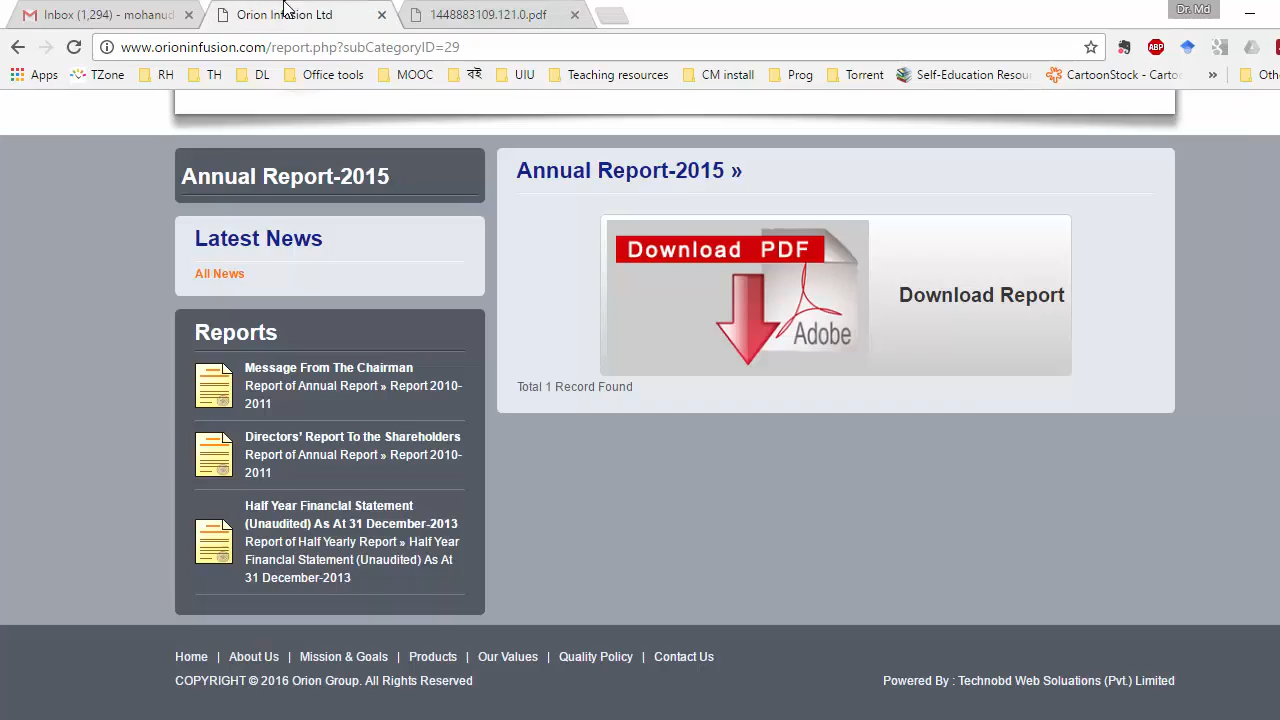 Inbox (1,294) - mohanud
Orion Infusion Ltd
1448883109.121.0.pdf
Dr. Md
www.orioninfusion.com/report.php?subCategoryID=29
ABP
Apps
TZone
RH
TH
DL
Office tools
MOOC
বই
UIU
Teaching resources
CM install
Prog
Torrent
Self-Education Resou
CartoonStock - Carto
»
Oth
Annual Report-2015
Latest News
All News
Reports
Message From The Chairman
Report of Annual Report » Report 2010-
2011
Directors' Report To the Shareholders
Report of Annual Report » Report 2010-
2011
Half Year Financial Statement
(Unaudited) As At 31 December-2013
Report of Half Yearly Report » Half Year
Financial Statement (Unaudited) As At
31 December-2013
Annual Report-2015 »
Download PDF
Adobe
Download Report
Total 1 Record Found
Home | About Us | Mission & Goals | Products | Our Values | Quality Policy | Contact Us
COPYRIGHT © 2016 Orion Group. All Rights Reserved
Powered By : Technobd Web Soluations (Pvt.) Limited